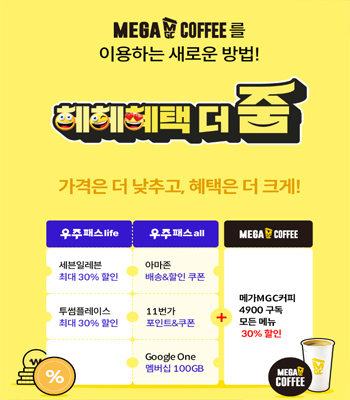 MEGA MGC COFFEE를
이용하는 새로운 방법!
혜혜혜택 더 줌
가격은 더 낮추고, 혜택은 더 크게!
우주패스life
우주패스all
MEGA MGC COFFEE
세븐일레븐
최대 30% 할인
아마존
배송&할인 쿠폰
투썸플레이스
최대 30% 할인
11번가
포인트&쿠폰
+
메가MGC커피
4900 구독
모든 메뉴
30% 할인
Google One
멤버십 100GB
W
%
MEGA
COFFEE